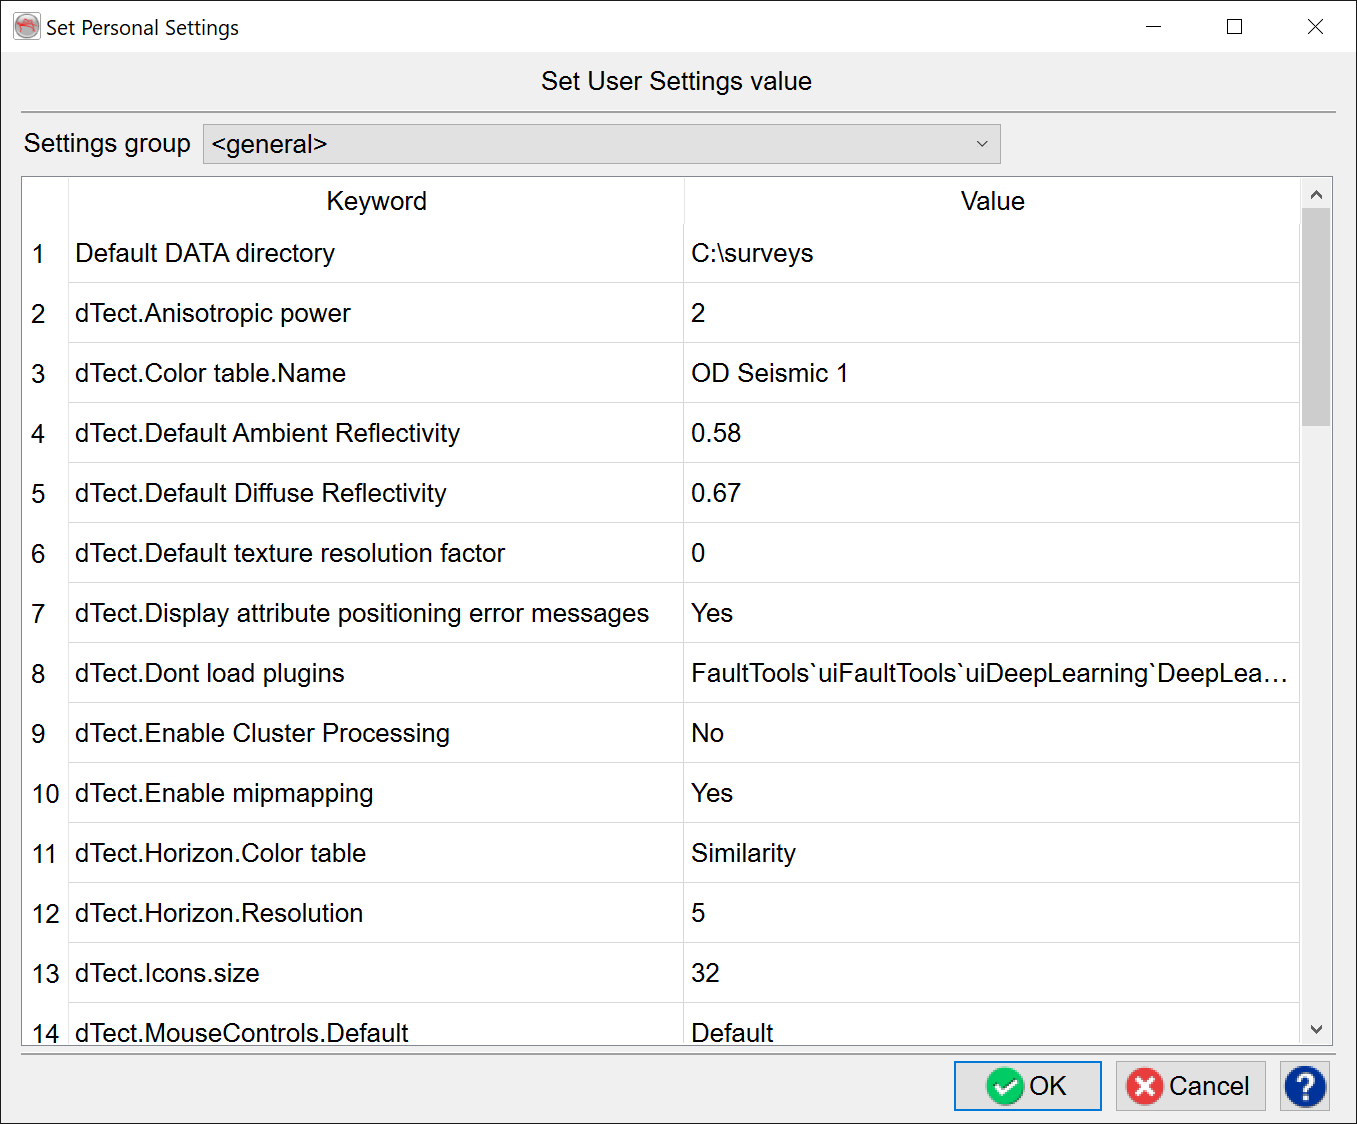 Set Personal Settings
Set User Settings value
Settings group <general>
Keyword Value
1 Default DATA directory C:\surveys
2 dTect.Anisotropic power 2
3 dTect.Color table.Name OD Seismic 1
4 dTect.Default Ambient Reflectivity 0.58
5 dTect.Default Diffuse Reflectivity 0.67
6 dTect.Default texture resolution factor 0
7 dTect.Display attribute positioning error messages Yes
8 dTect.Dont load plugins FaultTools`uiFaultTools`uiDeepLearning`DeepLea...
9 dTect.Enable Cluster Processing No
10 dTect.Enable mipmapping Yes
11 dTect.Horizon.Color table Similarity
12 dTect.Horizon.Resolution 5
13 dTect.Icons.size 32
14 dTect.MouseControls.Default Default
OK Cancel ?